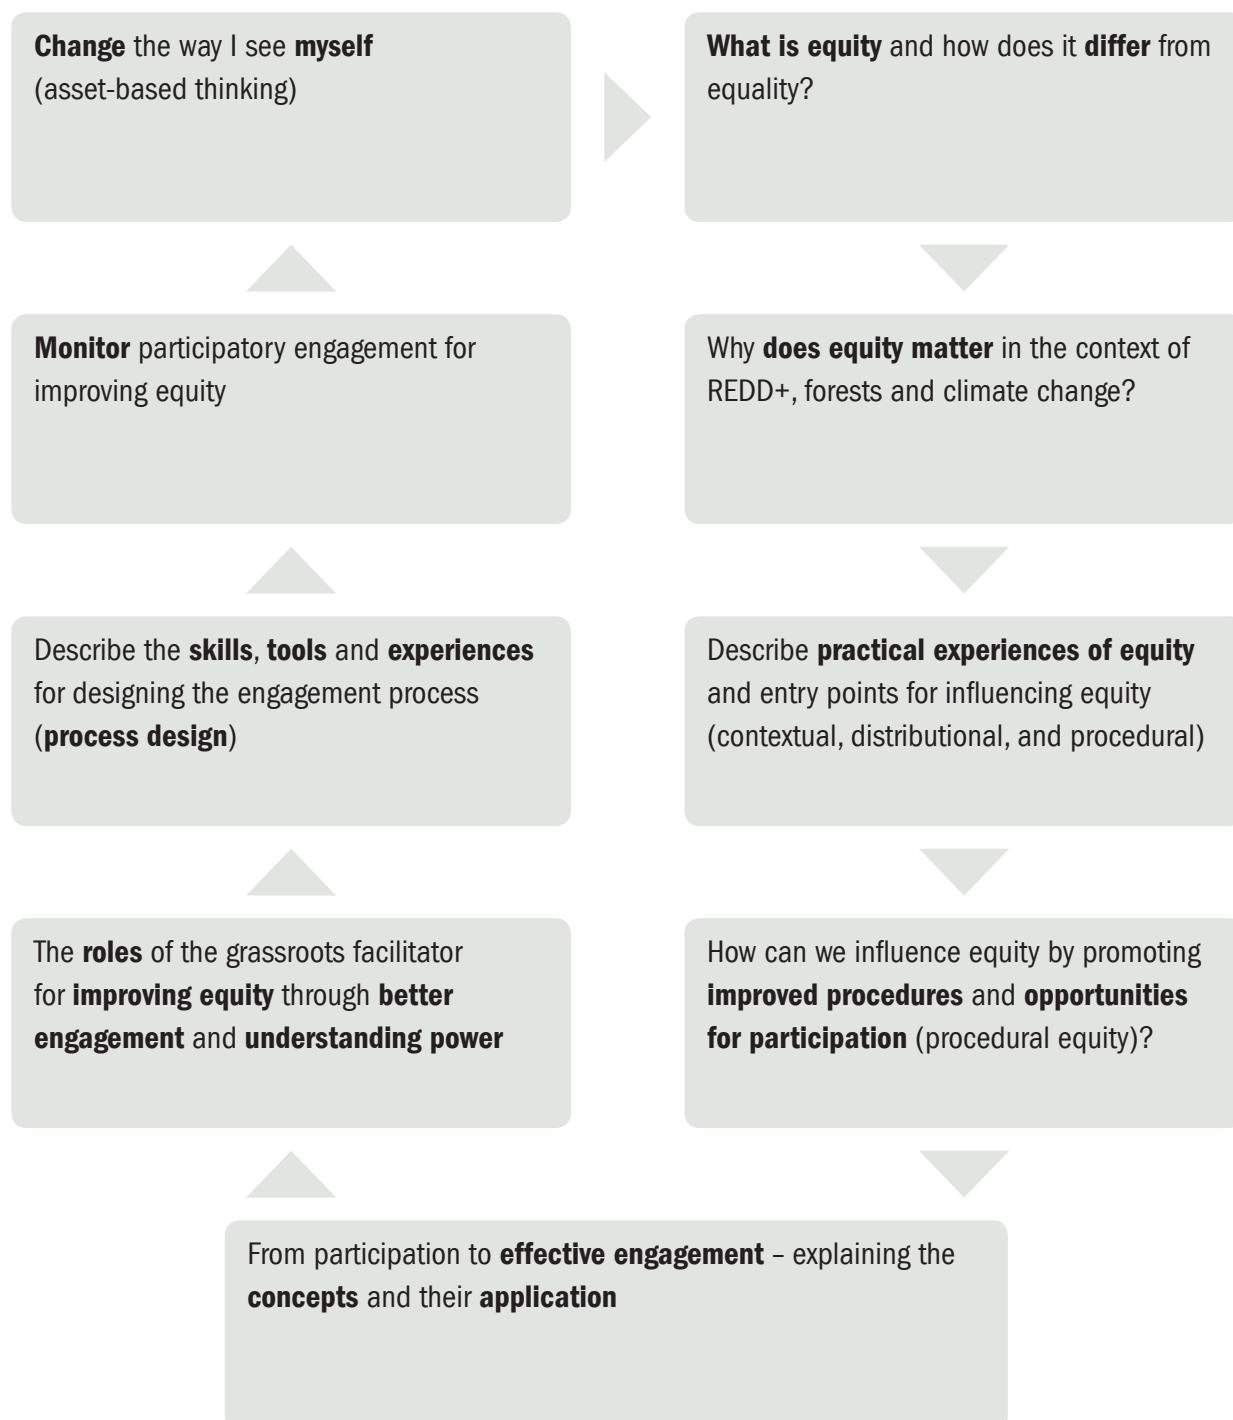 Change the way I see myself
(asset-based thinking)
What is equity and how does it differ from
equality?
Monitor participatory engagement for
improving equity
Why does equity matter in the context of
REDD+, forests and climate change?
Describe the skills, tools and experiences
for designing the engagement process
(process design)
Describe practical experiences of equity
and entry points for influencing equity
(contextual, distributional, and procedural)
The roles of the grassroots facilitator
for improving equity through better
engagement and understanding power
How can we influence equity by promoting
improved procedures and opportunities
for participation (procedural equity)?
From participation to effective engagement – explaining the
concepts and their application